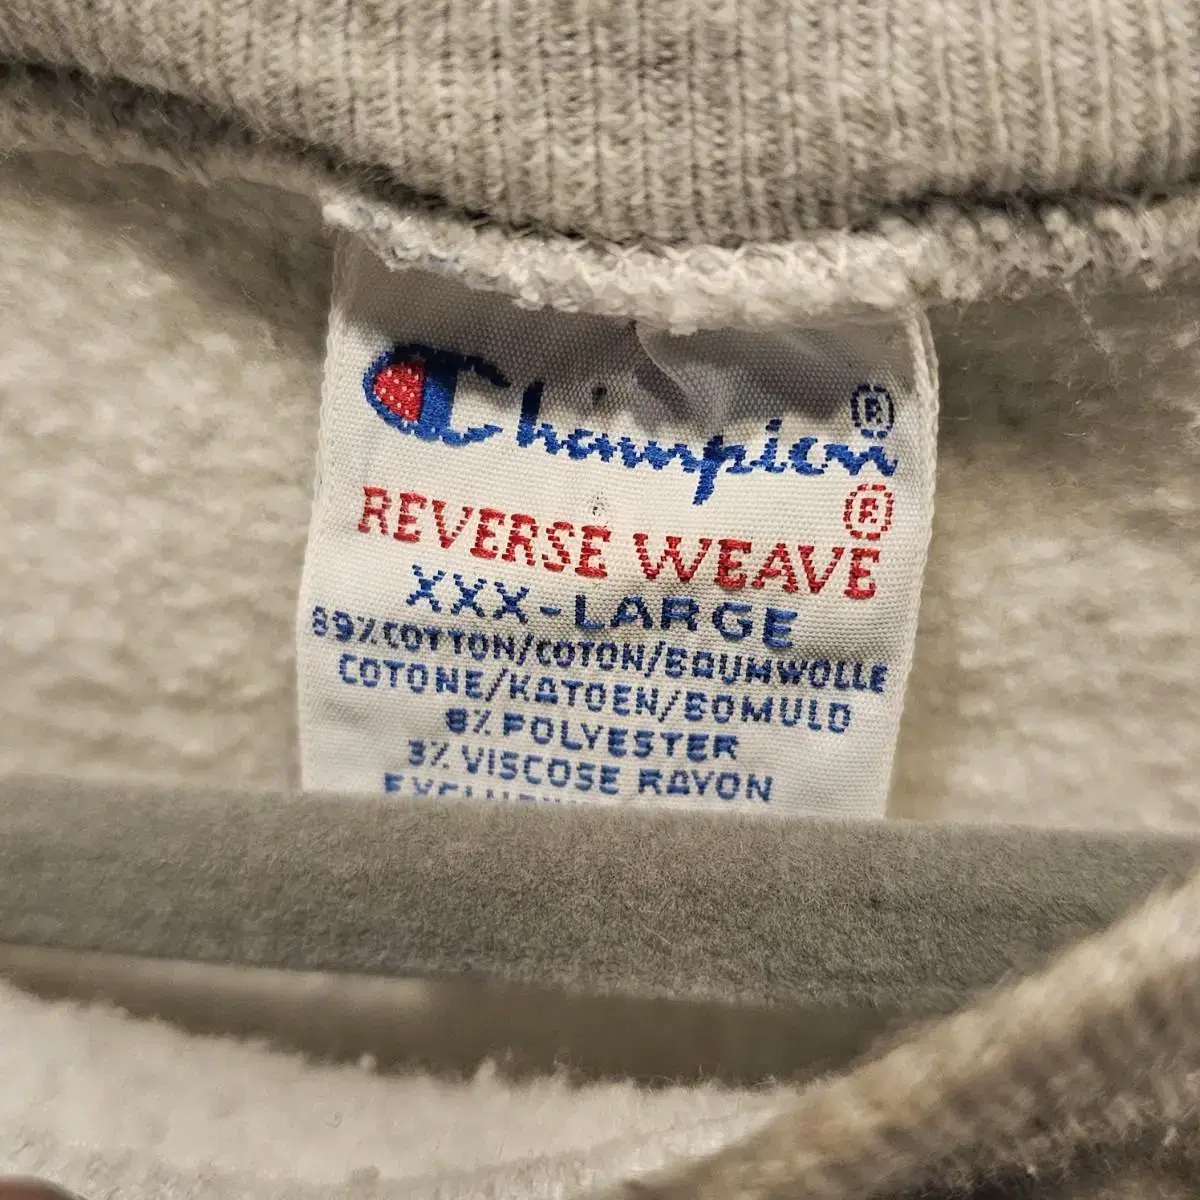 Champion®
®
REVERSE WEAVE
XXX-LARGE
89% COTTON/COTON/BAUMWOLLE
COTONE/KATOEN/BOMULD
8% POLYESTER
3% VISCOSE RAYON